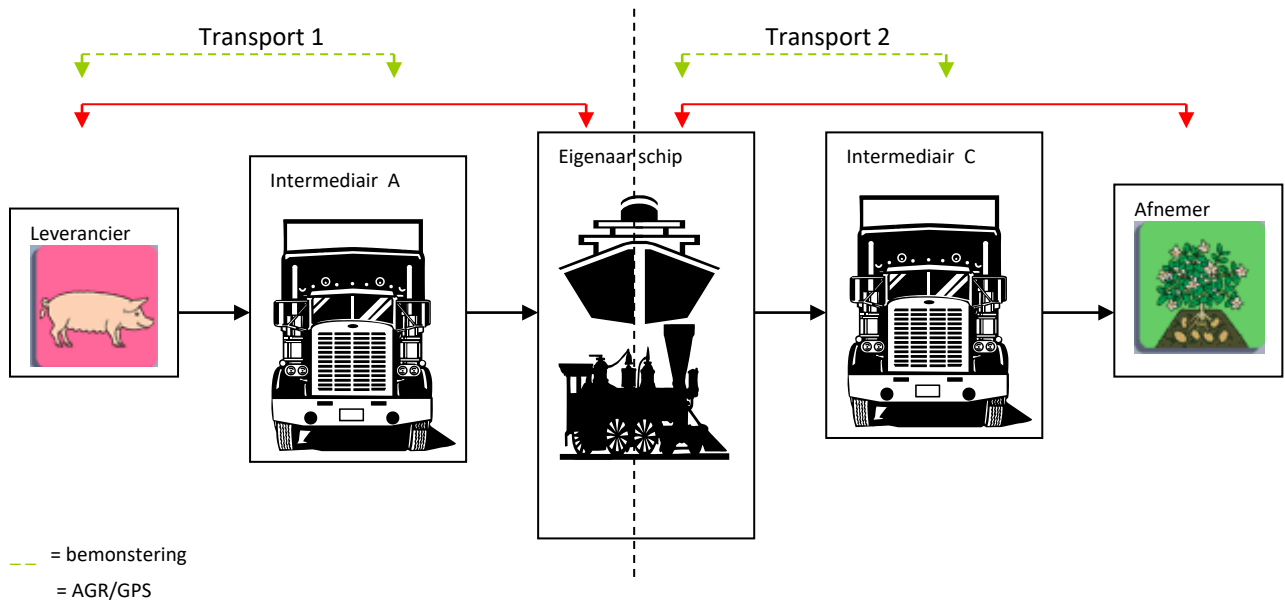 Transport 1
Transport 2
Leverancier
Intermediair A
Eigenaar schip
Intermediair C
Afnemer
= bemonstering
= AGR/GPS